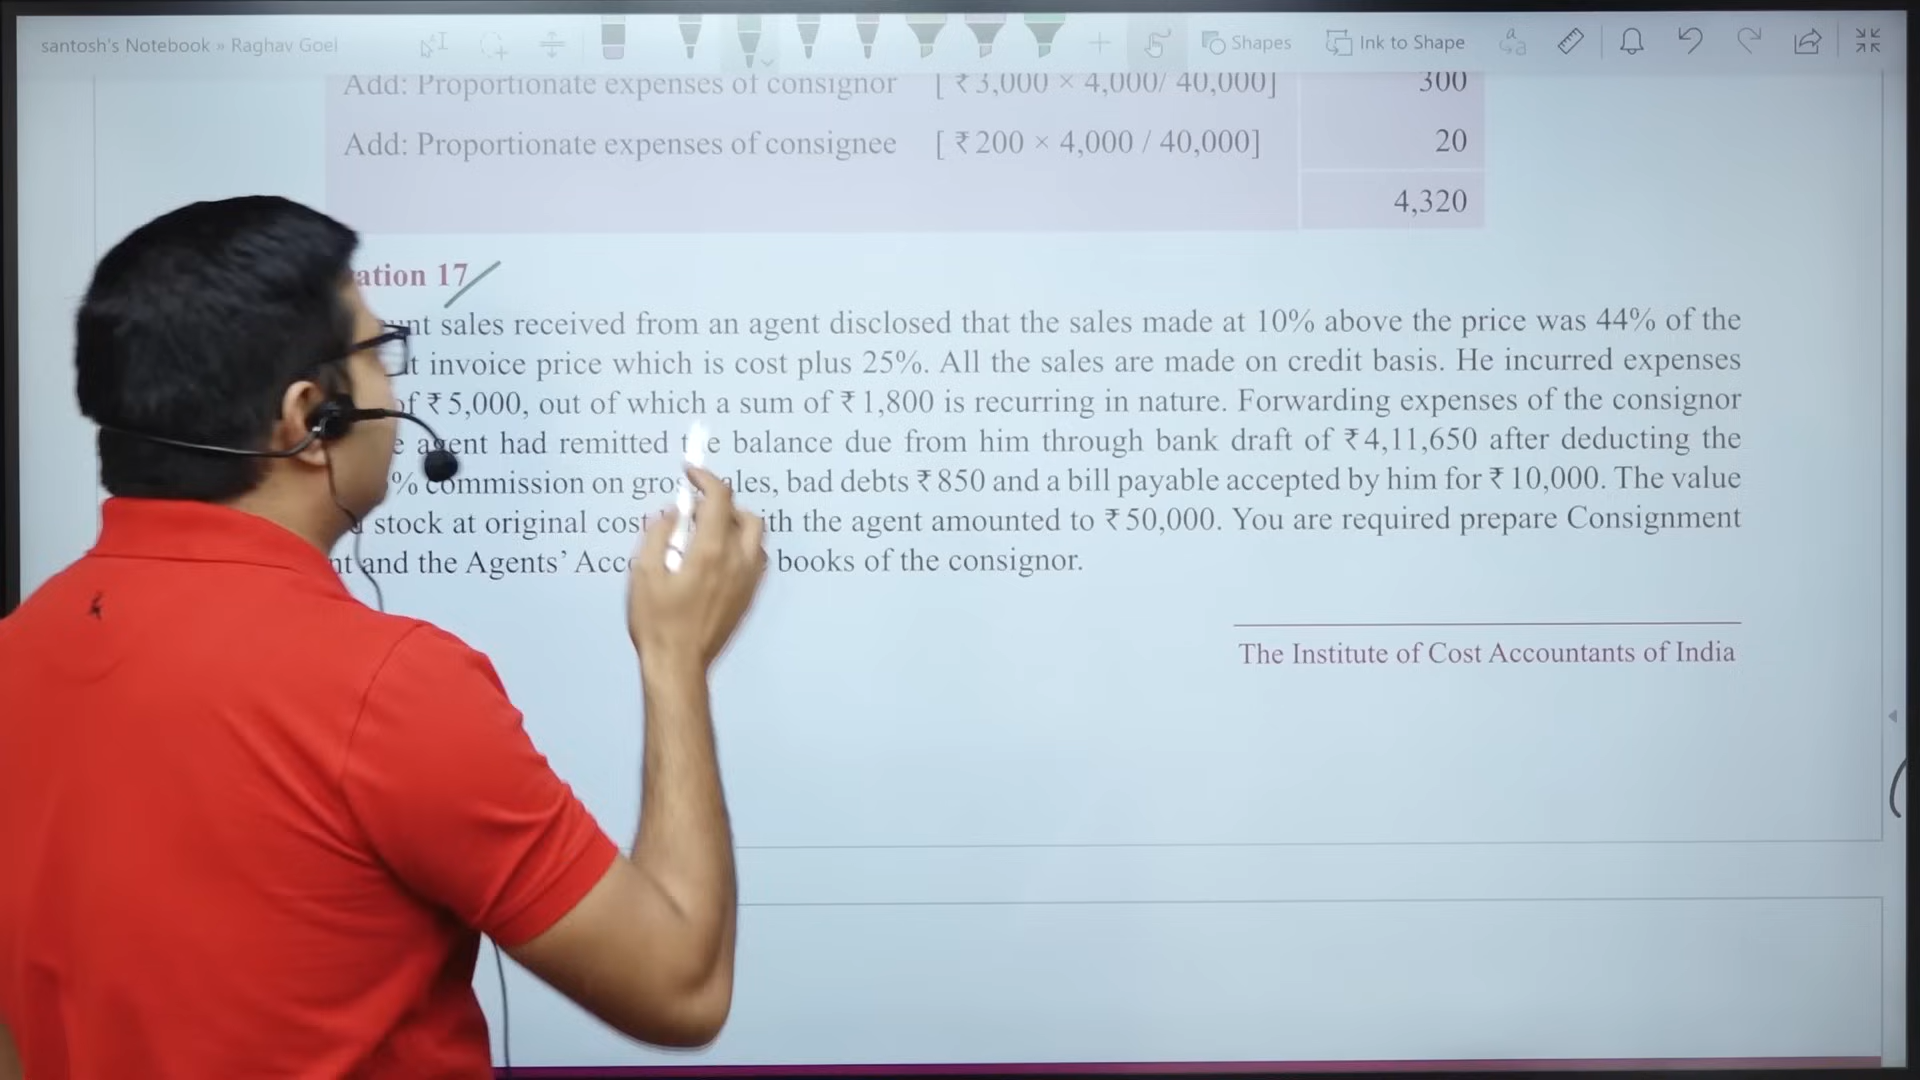 santosh's Notebook » Raghav Goel
Shapes
Ink to Shape
Add: Proportionate expenses of consignor [ ₹ 3,000 × 4,000/ 40,000] 300
Add: Proportionate expenses of consignee [ ₹ 200 × 4,000 / 40,000] 20
4,320
ation 17
sales received from an agent disclosed that the sales made at 10% above the price was 44% of the
invoice price which is cost plus 25%. All the sales are made on credit basis. He incurred expenses
of ₹ 5,000, out of which a sum of ₹ 1,800 is recurring in nature. Forwarding expenses of the consignor
agent had remitted the balance due from him through bank draft of ₹ 4,11,650 after deducting the
% commission on gros ales, bad debts ₹ 850 and a bill payable accepted by him for ₹ 10,000. The value
stock at original cost ith the agent amounted to ₹ 50,000. You are required prepare Consignment
nt and the Agents' Acco books of the consignor.
The Institute of Cost Accountants of India